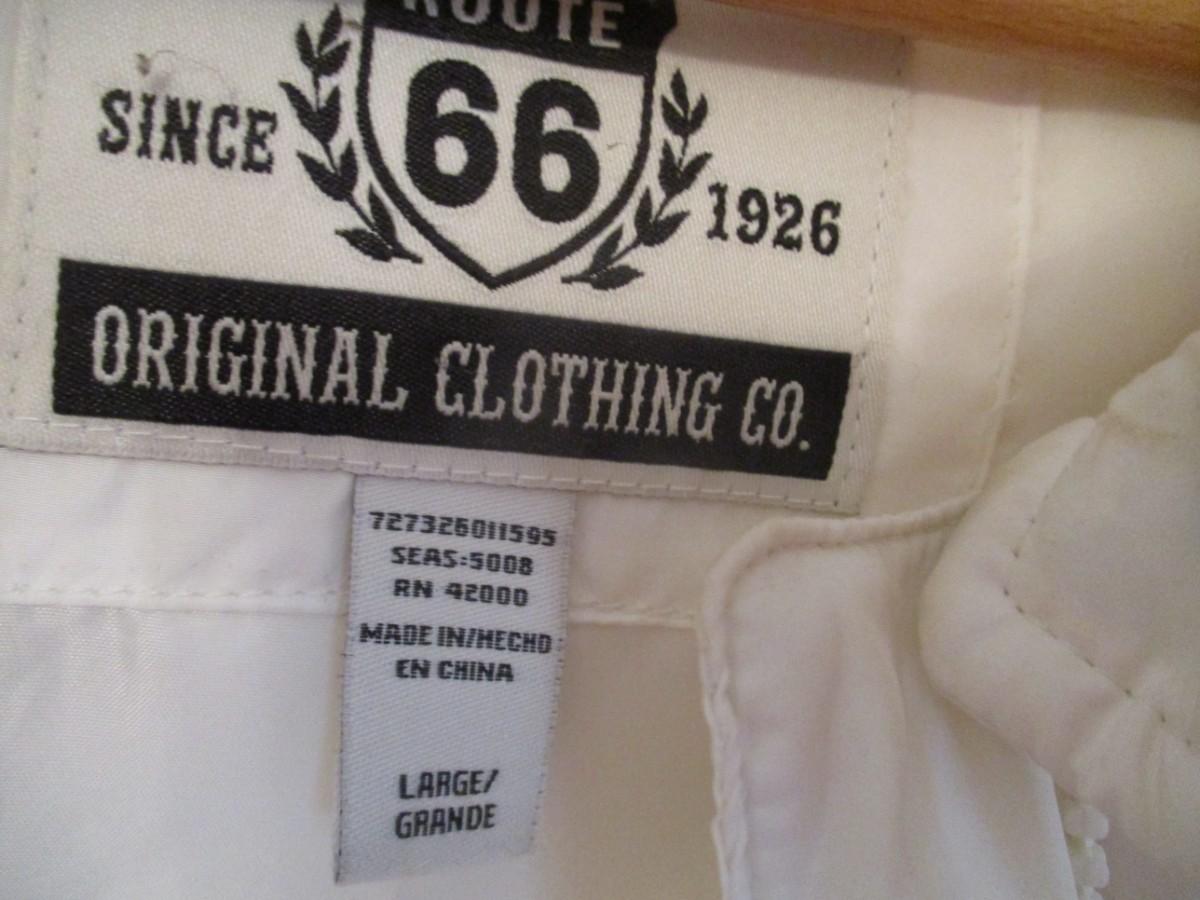 ROUTE
66
SINCE
1926
ORIGINAL CLOTHING CO.
727326011595
SEAS:5008
RN 42000
MADE IN/HECHO
EN CHINA
LARGE/
GRANDE